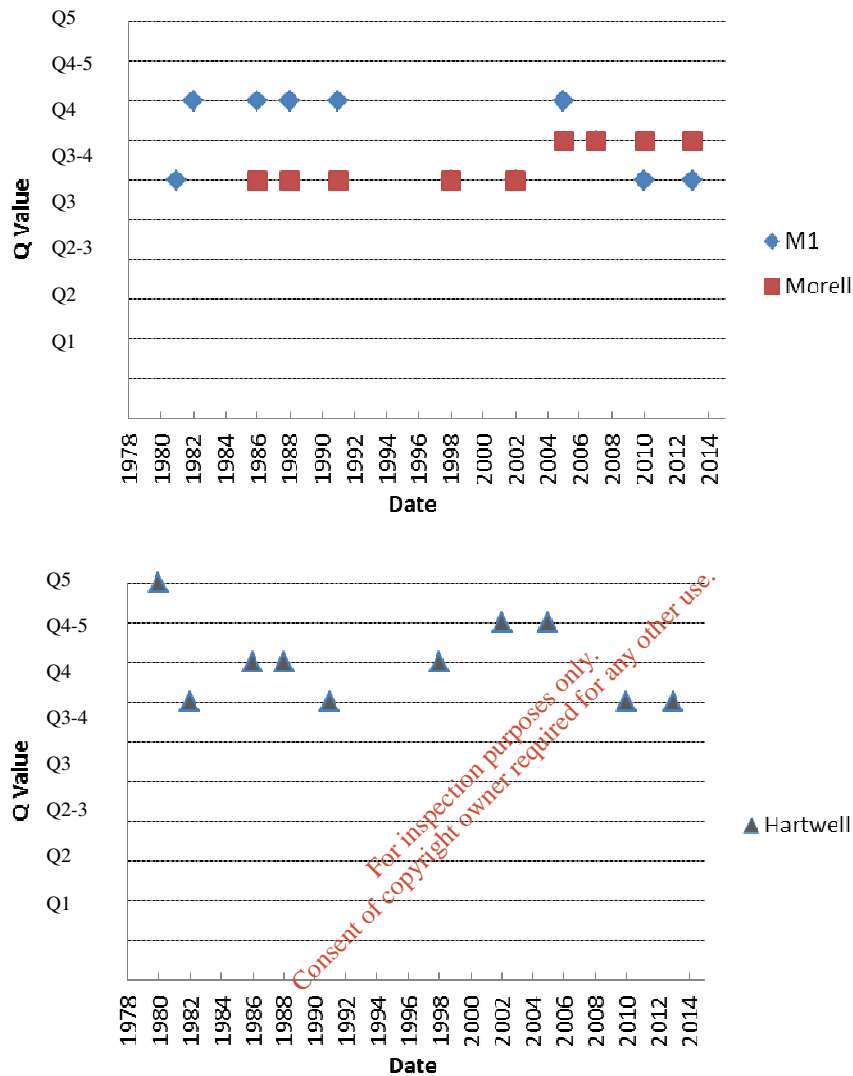 Q5
Q4-5
Q4
Q3-4
Q3
Q2-3
Q2
Q1
Q Value
M1
Morell
1978 1980 1982 1984 1986 1988 1990 1992 1994 1996 1998 2000 2002 2004 2006 2008 2010 2012 2014
Date
Q5
Q4-5
Q4
Q3-4
Q3
Q2-3
Q2
Q1
Q Value
Hartwell
For inspection purposes only.
Consent of copyright owner required for any other use.
1978 1980 1982 1984 1986 1988 1990 1992 1994 1996 1998 2000 2002 2004 2006 2008 2010 2012 2014
Date